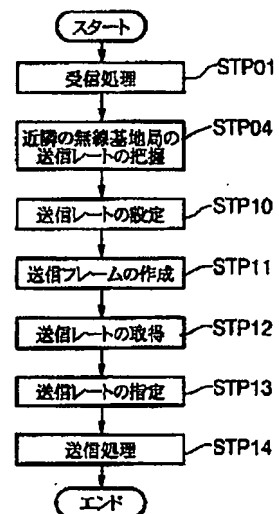 スタート
受信処理
STP01
近隣の無線基地局の
送信レートの把握
STP04
送信レートの設定
STP10
送信フレームの作成
STP11
送信レートの取得
STP12
送信レートの指定
STP13
送信処理
STP14
エンド